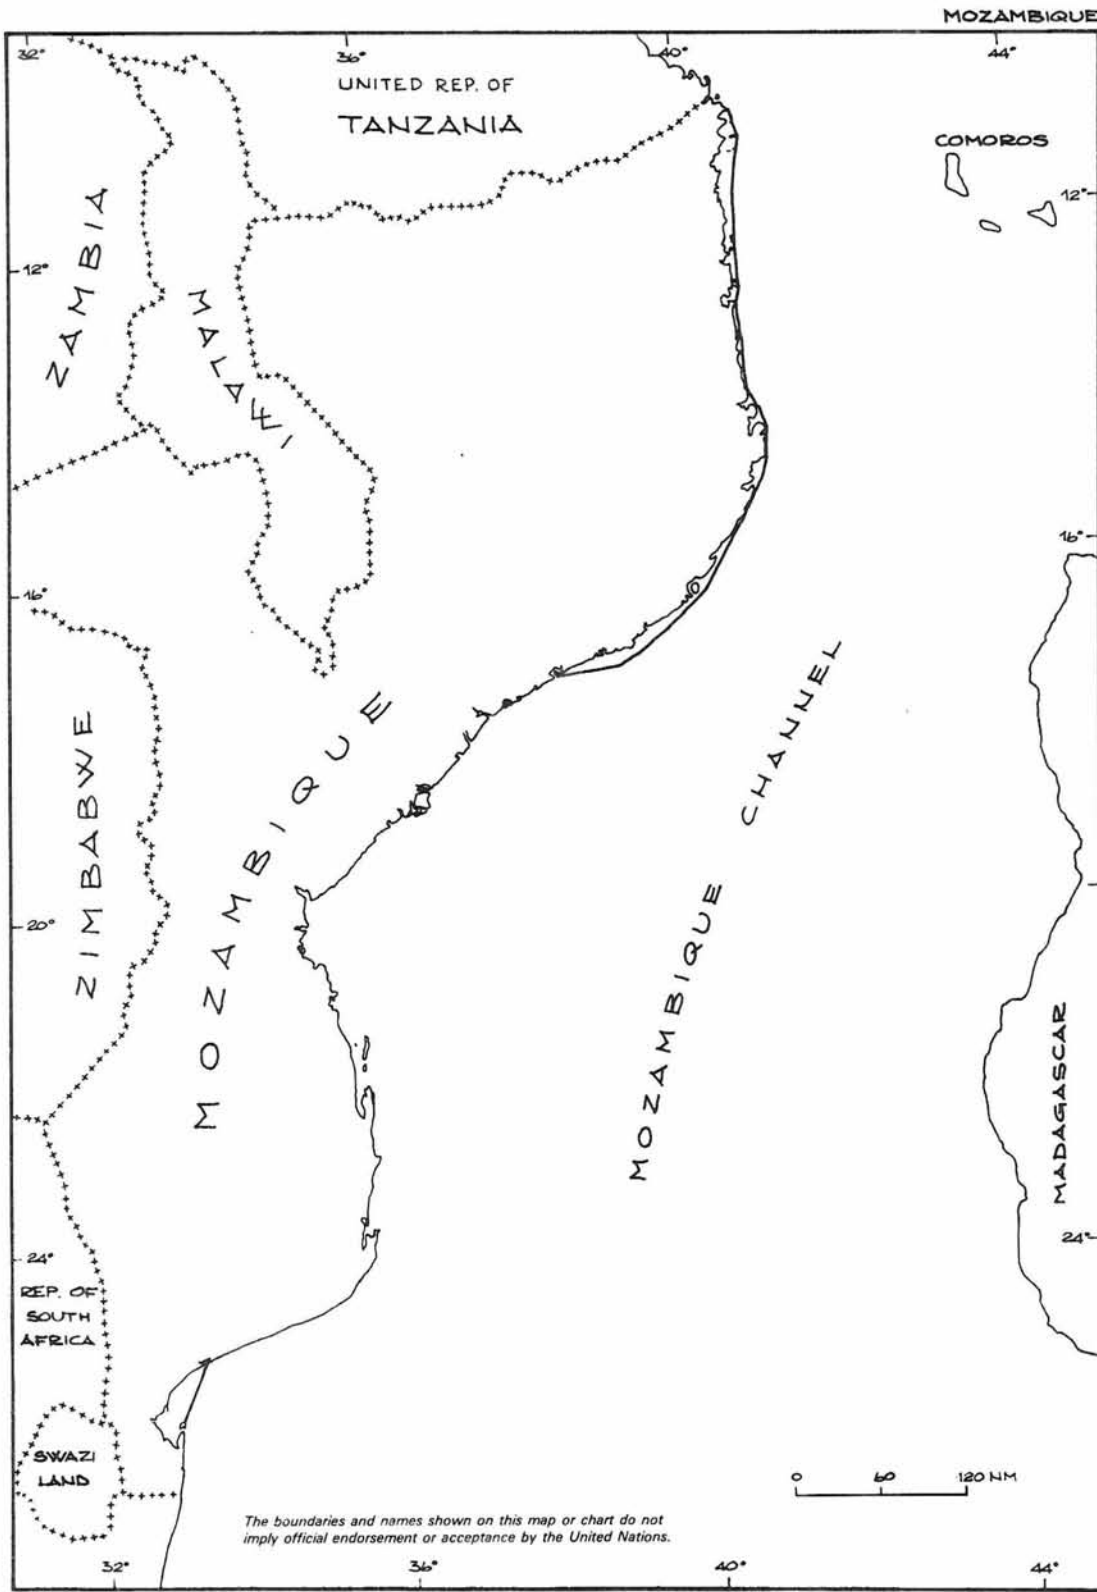 MOZAMBIQUE
32°
36°
40°
44°
UNITED REP. OF
TANZANIA
COMOROS
12°
ZAMBIA
12°
MALAWI
16°
16°
ZIMBABWE
MOZAMBIQUE
MOZAMBIQUE CHANNEL
20°
MADAGASCAR
24°
24°
REP. OF
SOUTH
AFRICA
SWAZI
LAND
0 60 120 NM
The boundaries and names shown on this map or chart do not
imply official endorsement or acceptance by the United Nations.
32°
36°
40°
44°